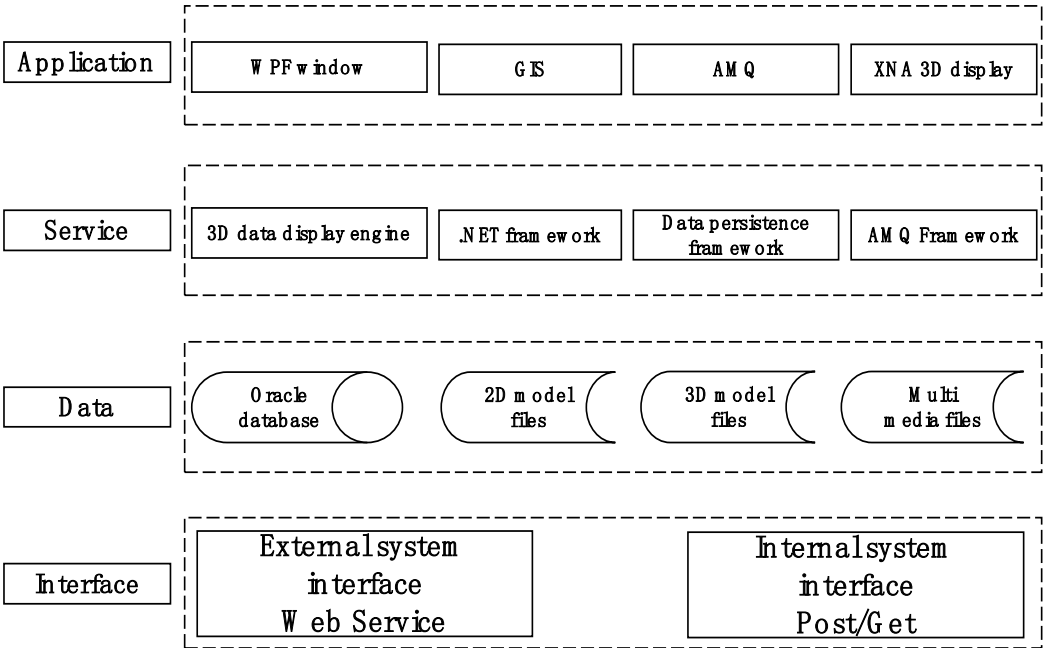 Application
WPF window
GIS
AMQ
XNA 3D display
Service
3D data display engine
.NET framework
Data persistence
framework
AMQ Framework
Data
Oracle
database
2D model
files
3D model
files
Multi
media files
Interface
External system
interface
Web Service
Internal system
interface
Post/Get